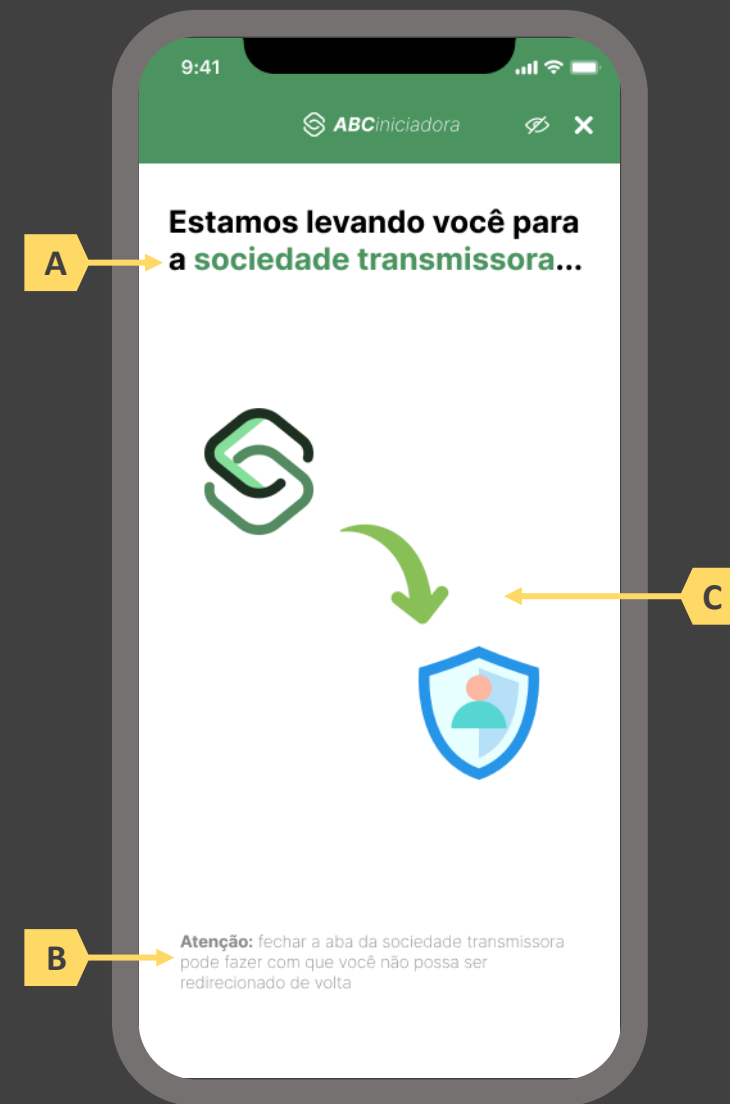 9:41
ABCiniciadora
Estamos levando você para
a sociedade transmissora...
A
C
B
Atenção: fechar a aba da sociedade transmissora
pode fazer com que você não possa ser
redirecionado de volta